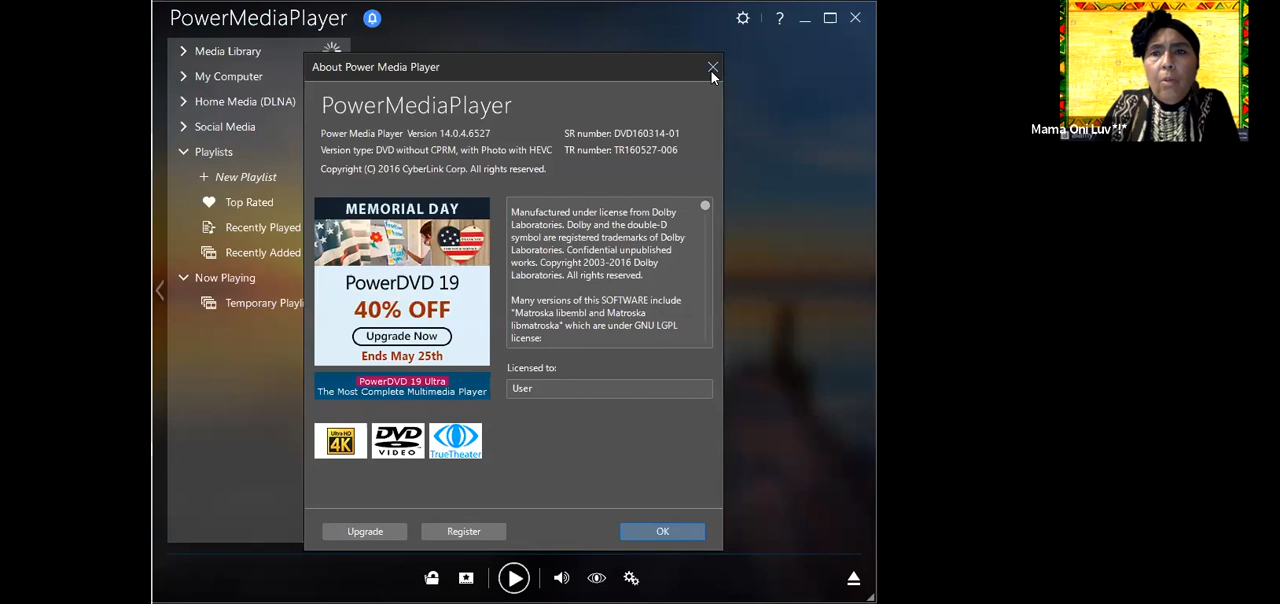 PowerMediaPlayer
?
Media Library
My Computer
Home Media (DLNA)
Social Media
Playlists
+ New Playlist
Top Rated
Recently Played
Recently Added
Now Playing
Temporary Playli
About Power Media Player
PowerMediaPlayer
Power Media Player Version 14.0.4.6527
SR number: DVD160314-01
Version type: DVD without CPRM, with Photo with HEVC
TR number: TR160527-006
Copyright (C) 2016 CyberLink Corp. All rights reserved.
MEMORIAL DAY
PowerDVD 19
40% OFF
Upgrade Now
Ends May 25th
PowerDVD 19 Ultra
The Most Complete Multimedia Player
Manufactured under license from Dolby
Laboratories. Dolby and the double-D
symbol are registered trademarks of Dolby
Laboratories. Confidential unpublished
works. Copyright 2003-2016 Dolby
Laboratories. All rights reserved.
Many versions of this SOFTWARE include
"Matroska libembl and Matroska
libmatroska" which are under GNU LGPL
license:
Licensed to:
User
Ultra HD
4K
DVD
VIDEO
TrueTheater
Upgrade
Register
OK
Mama Oni Luv*!*